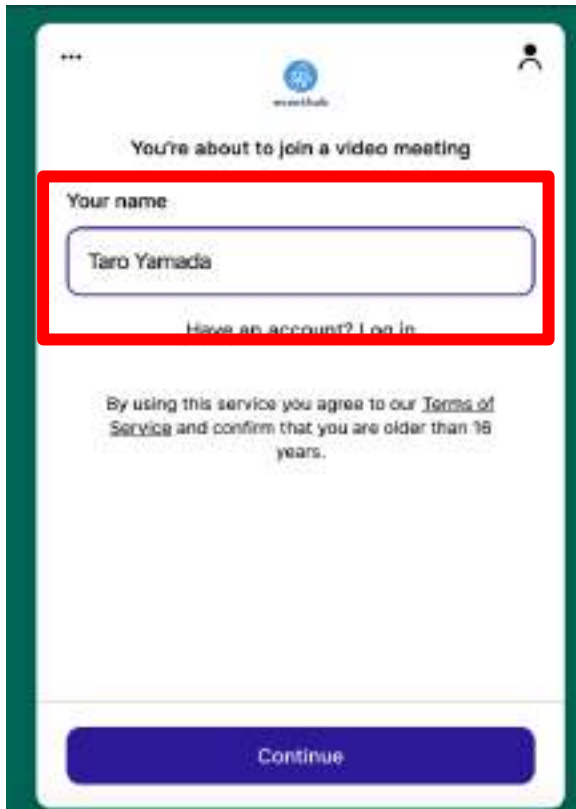 ...
eventhub
You're about to join a video meeting
Your name
Taro Yamada
Have an account? Log in
By using this service you agree to our Terms of
Service and confirm that you are older than 16
years.
Continue